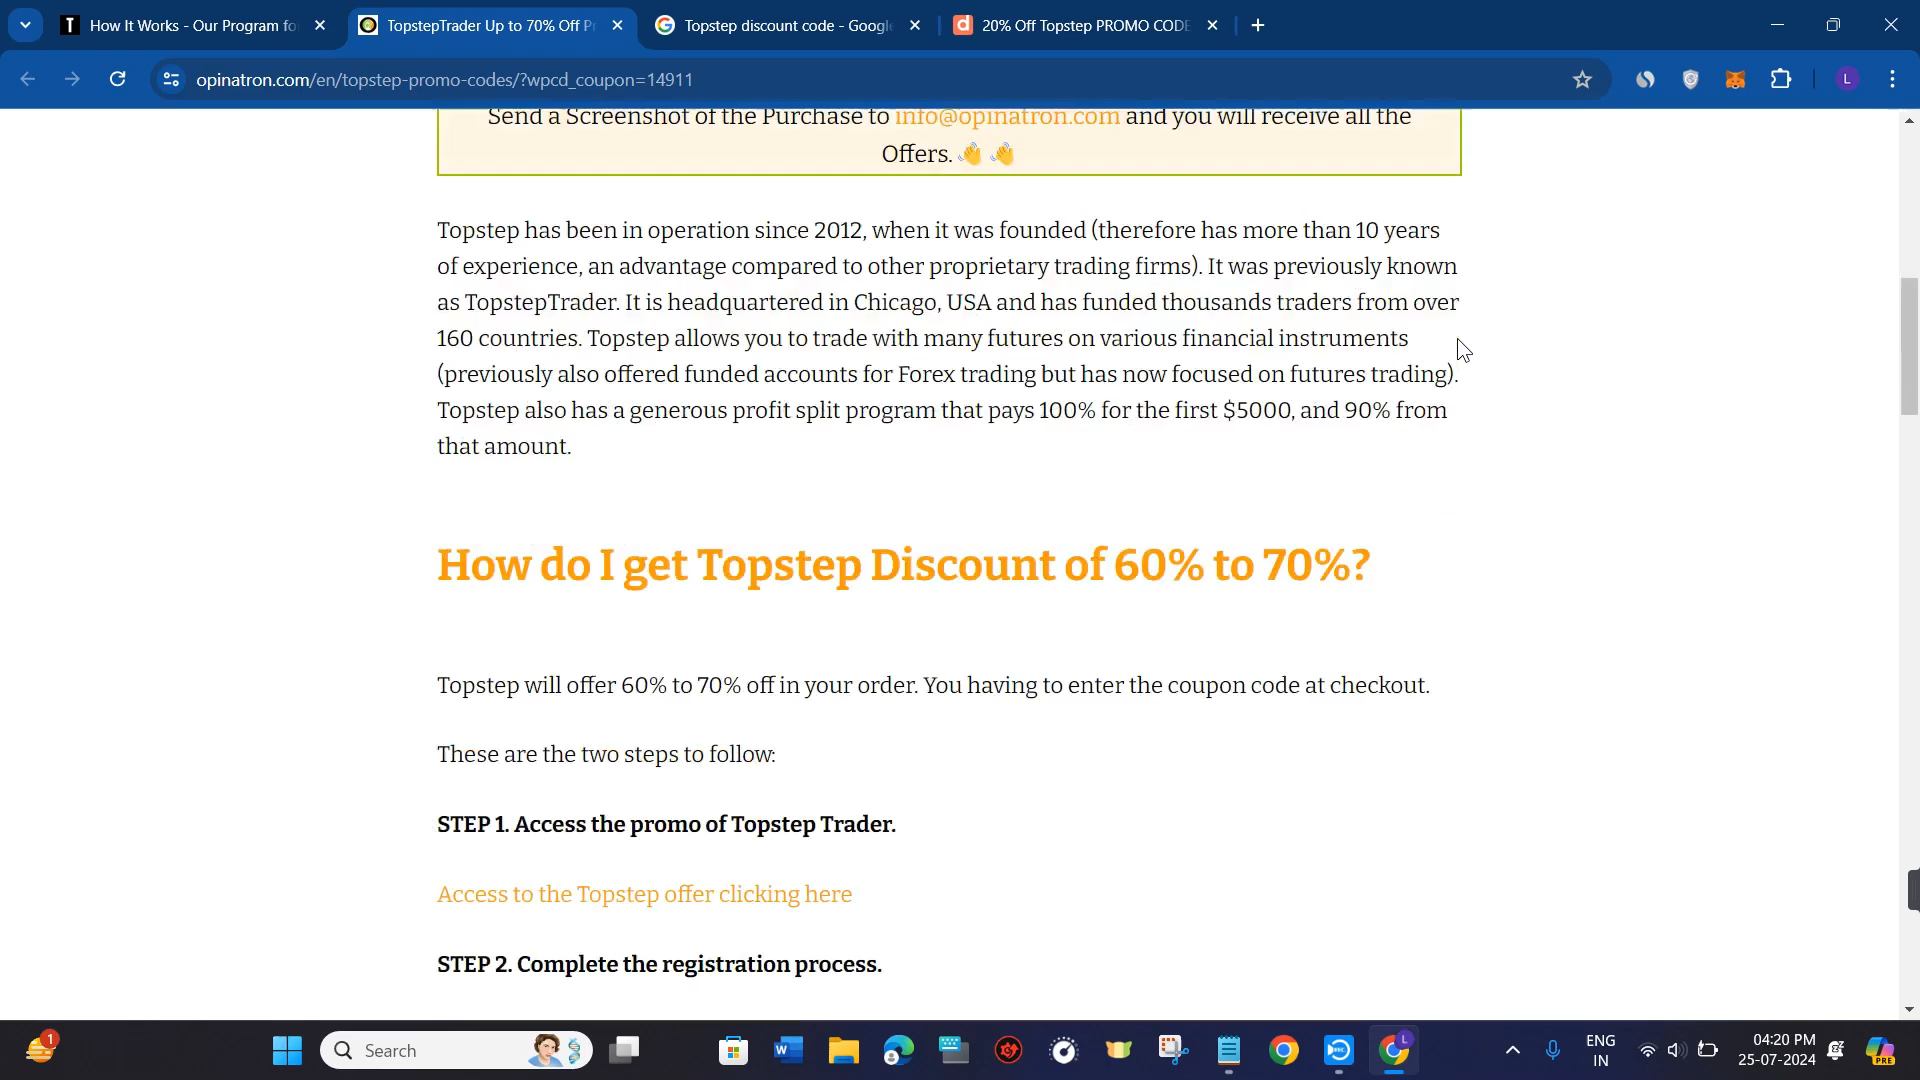 How It Works - Our Program fo
TopstepTrader Up to 70% Off P
Topstep discount code - Googl
20% Off Topstep PROMO CODE
opinatron.com/en/topstep-promo-codes/?wpcd_coupon=14911
L
Send a Screenshot of the Purchase to info@opinatron.com and you will receive all the
Offers. 👋 👋
Topstep has been in operation since 2012, when it was founded (therefore has more than 10 years
of experience, an advantage compared to other proprietary trading firms). It was previously known
as TopstepTrader. It is headquartered in Chicago, USA and has funded thousands traders from over
160 countries. Topstep allows you to trade with many futures on various financial instruments
(previously also offered funded accounts for Forex trading but has now focused on futures trading).
Topstep also has a generous profit split program that pays 100% for the first $5000, and 90% from
that amount.
How do I get Topstep Discount of 60% to 70%?
Topstep will offer 60% to 70% off in your order. You having to enter the coupon code at checkout.
These are the two steps to follow:
STEP 1. Access the promo of Topstep Trader.
Access to the Topstep offer clicking here
STEP 2. Complete the registration process.
1
Search
W
REC
L
ENG
IN
04:20 PM
25-07-2024
PRE